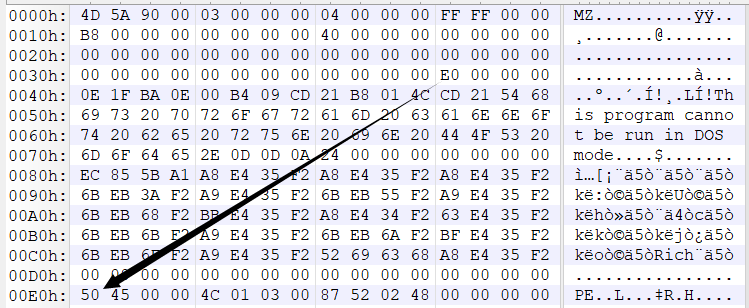 0000h: 4D 5A 90 00 03 00 00 00 04 00 00 00 FF FF 00 00 MZ..........ÿÿ..
0010h: B8 00 00 00 00 00 00 00 40 00 00 00 00 00 00 00 ¸.......@.......
0020h: 00 00 00 00 00 00 00 00 00 00 00 00 00 00 00 00 ................
0030h: 00 00 00 00 00 00 00 00 00 00 00 00 E0 00 00 00 ............à...
0040h: 0E 1F BA 0E 00 B4 09 CD 21 B8 01 4C CD 21 54 68 ..º..´.Í!¸.LÍ!Th
0050h: 69 73 20 70 72 6F 67 72 61 6D 20 63 61 6E 6E 6F is program canno
0060h: 74 20 62 65 20 72 75 6E 20 69 6E 20 44 4F 53 20 t be run in DOS
0070h: 6D 6F 64 65 2E 0D 0D 0A 24 00 00 00 00 00 00 00 mode....$.......
0080h: EC 85 5B A1 A8 E4 35 F2 A8 E4 35 F2 A8 E4 35 F2 ì…[¡¨ä5ò¨ä5ò¨ä5ò
0090h: 6B EB 3A F2 A9 E4 35 F2 6B EB 55 F2 A9 E4 35 F2 kë:ò©ä5òkëUò©ä5ò
00A0h: 6B EB 68 F2 BB E4 35 F2 A8 E4 34 F2 63 E4 35 F2 këhò»ä5ò¨ä4òcä5ò
00B0h: 6B EB 6B F2 A9 E4 35 F2 6B EB 6A F2 BF E4 35 F2 këkò©ä5òkëjò¿ä5ò
00C0h: 6B EB 6F F2 A9 E4 35 F2 52 69 63 68 A8 E4 35 F2 këoò©ä5òRich¨ä5ò
00D0h: 00 00 00 00 00 00 00 00 00 00 00 00 00 00 00 00 ................
00E0h: 50 45 00 00 4C 01 03 00 87 52 02 48 00 00 00 00 PE..L...‡R.H....